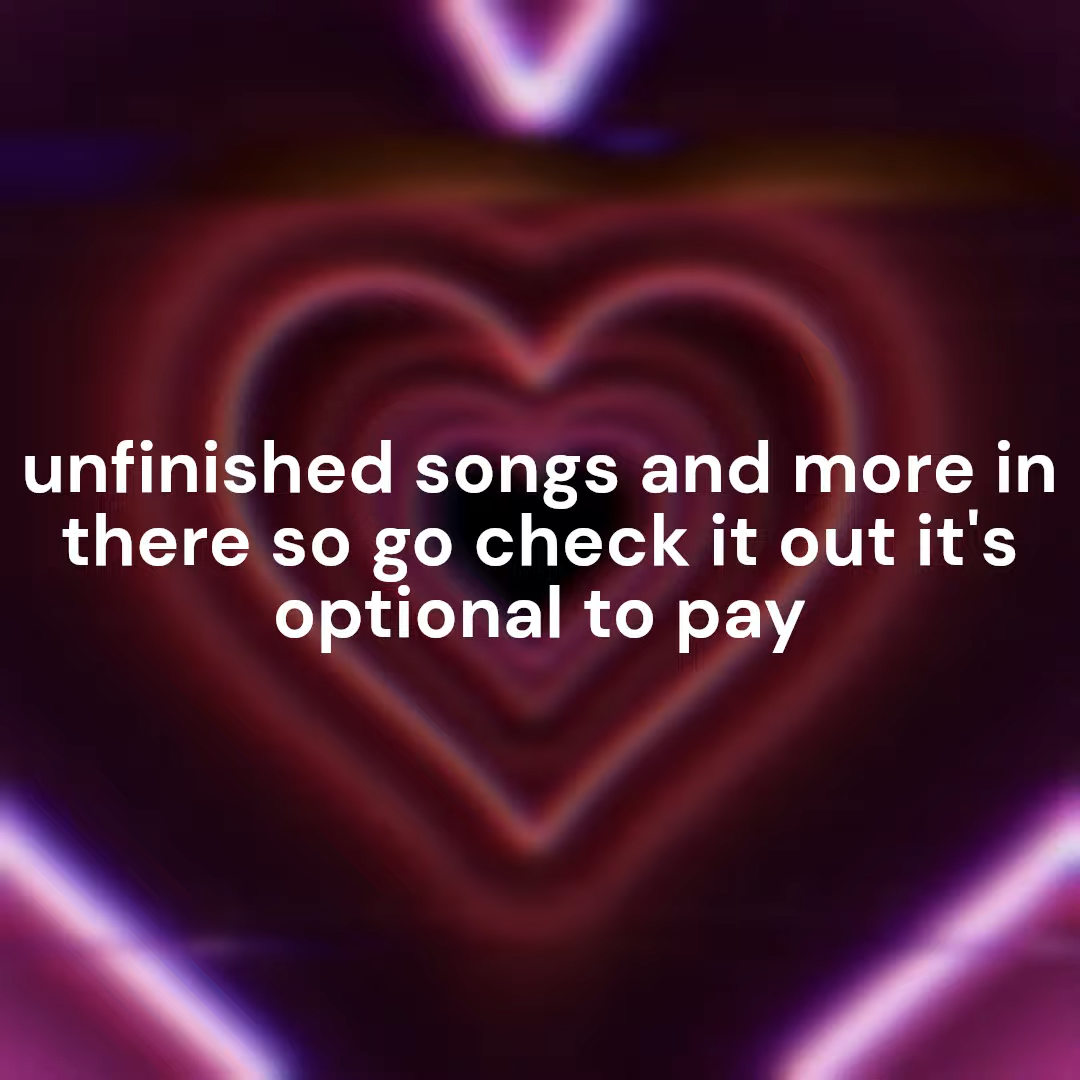 unfinished songs and more in
there so go check it out it's
optional to pay